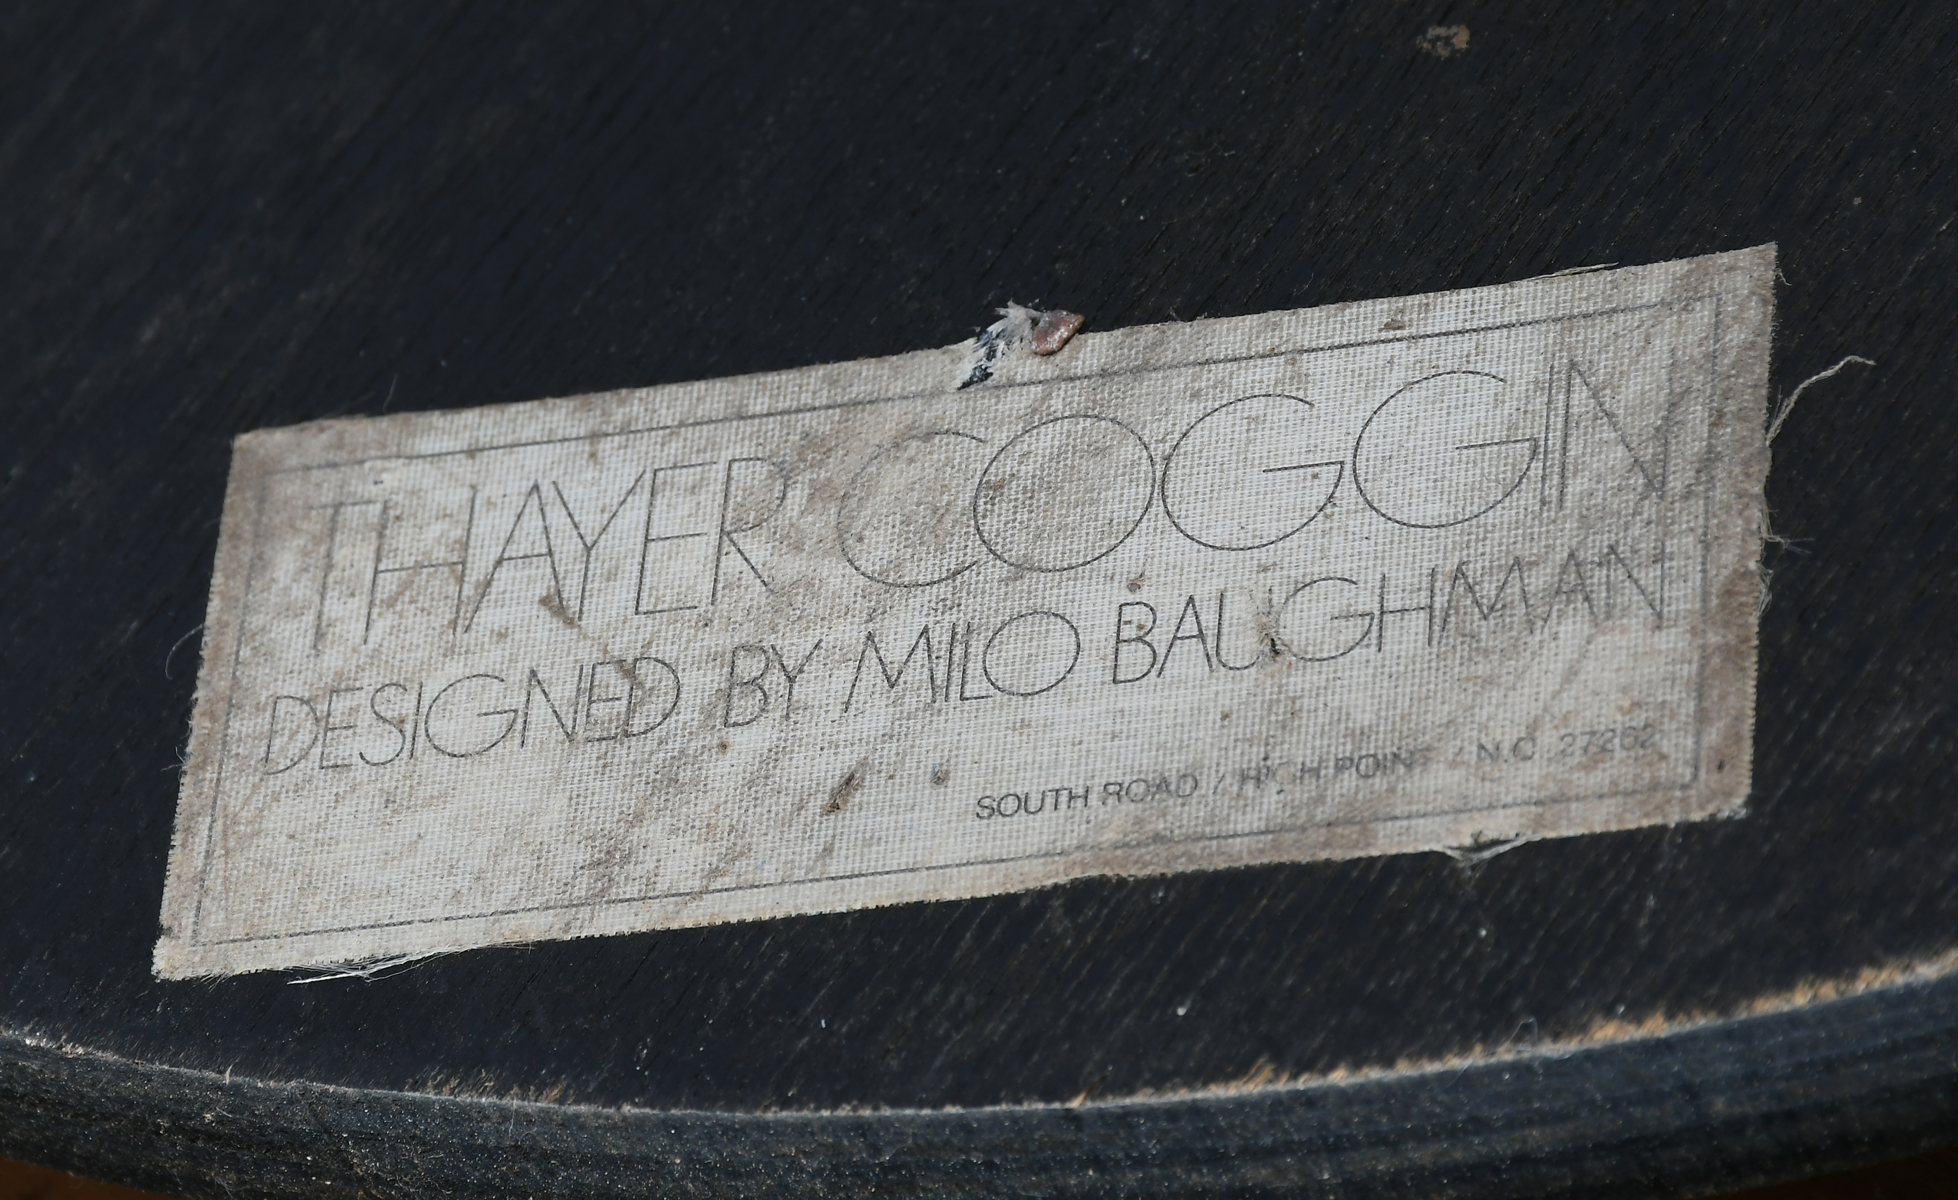 THAYER COGGIN
DESIGNED BY MILO BAUGHMAN
SOUTH ROAD / HIGH POINT / N.C. 27262